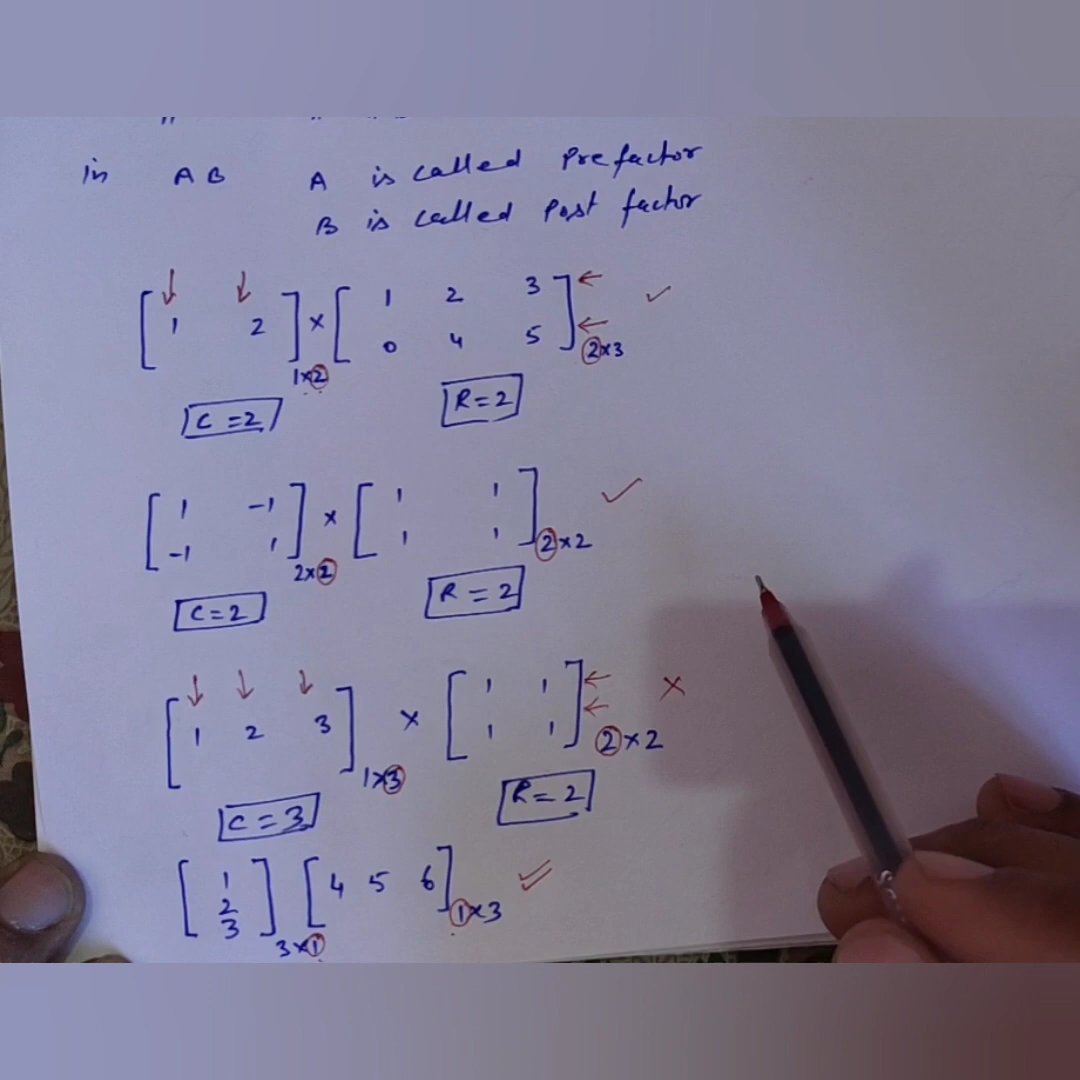 in AB A is called Prefactor
B is called Post factor
[ 1 2 ] 1×2 × [ 1 2 3
0 4 5 ] 2×3 ✓
C = 2 R = 2
[ 1 -1
-1 1 ] 2×2 × [ 1 1
1 1 ] 2×2 ✓
C = 2 R = 2
[ 1 2 3 ] 1×3 × [ 1 1
1 1 ] 2×2 ×
C = 3 R = 2
[ 1
2
3 ] 3×1 [ 4 5 6 ] 1×3 ✓